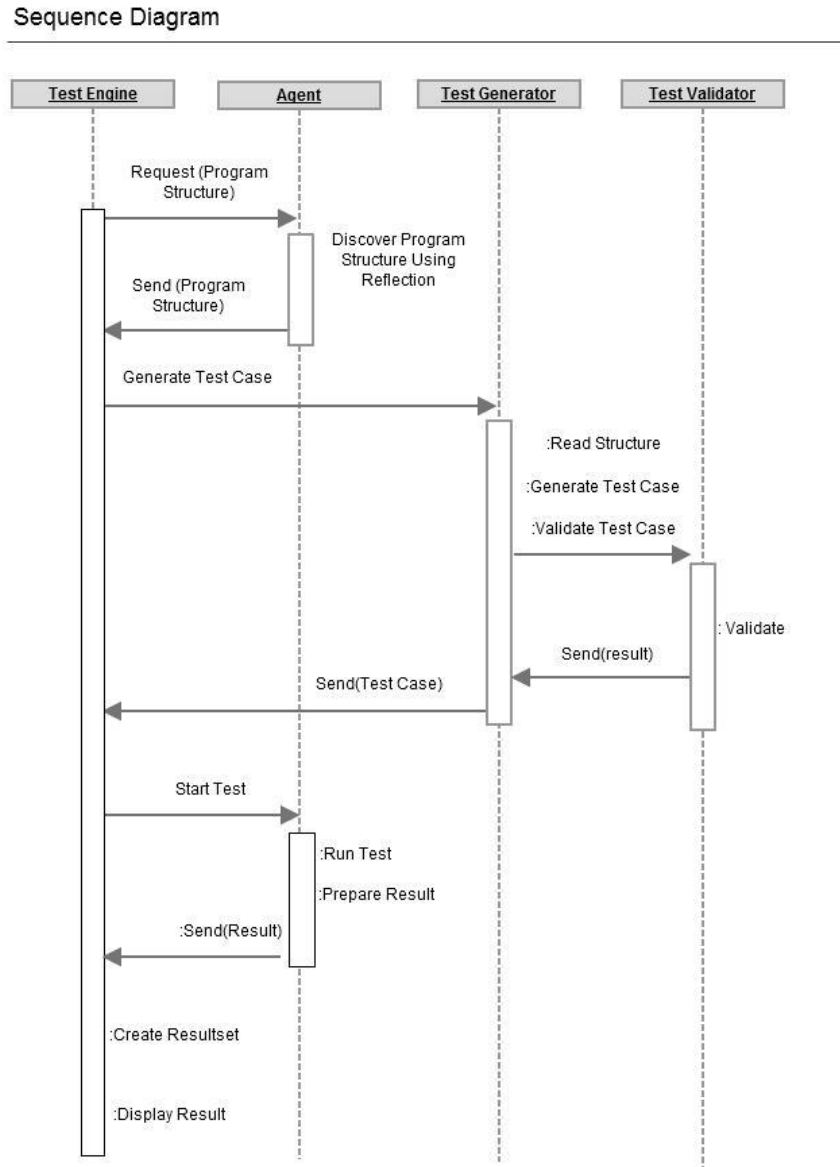 Sequence Diagram
Test Engine
Agent
Test Generator
Test Validator
Request (Program
Structure)
Discover Program
Structure Using
Reflection
Send (Program
Structure)
Generate Test Case
:Read Structure
:Generate Test Case
:Validate Test Case
: Validate
Send(result)
Send(Test Case)
Start Test
:Run Test
:Prepare Result
:Send(Result)
:Create Resultset
:Display Result